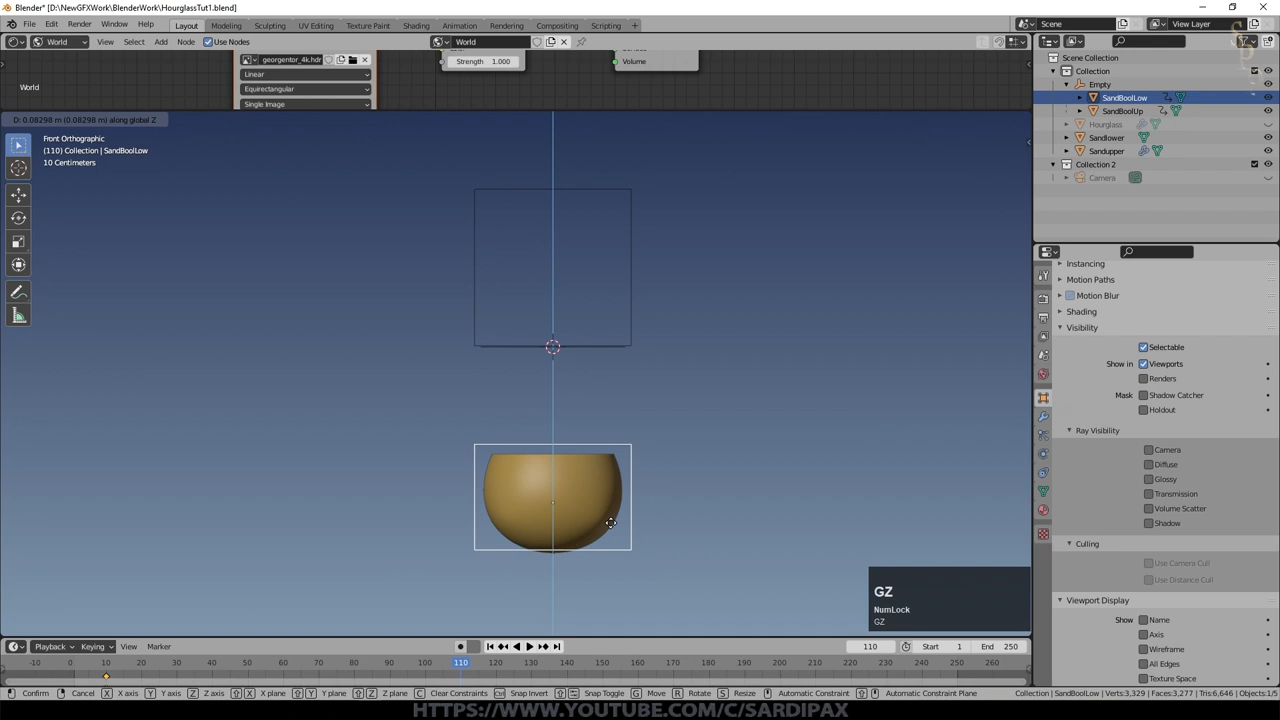 Blender* [D:\NewGFXWork\BlenderWork\HourglassTut1.blend]
File Edit Render Window Help Layout Modeling Sculpting UV Editing Texture Paint Shading Animation Rendering Compositing Scripting Scene View Layer
World View Select Add Node Use Nodes World
georgentor_4k.hdr
Linear
Equirectangular
Single Image
Strength 1.000
Volume
World
Scene Collection
Collection
Empty
SandBoolLow
SandBoolUp
Hourglass
Sandlower
Sandupper
Collection 2
Camera
D: 0.08298 m (0.08298 m) along global Z
Front Orthographic
(110) Collection | SandBoolLow
10 Centimeters
Instancing
Motion Paths
Motion Blur
Shading
Visibility
Selectable
Show in Viewports
Renders
Mask Shadow Catcher
Holdout
Ray Visibility
Camera
Diffuse
Glossy
Transmission
Volume Scatter
Shadow
Culling
Use Camera Cull
Use Distance Cull
Viewport Display
Show Name
Axis
Wireframe
All Edges
Texture Space
GZ
NumLock
GZ
Playback Keying View Marker 110 Start 1 End 250
-10 0 10 20 30 40 50 60 70 80 90 100 110 120 130 140 150 160 170 180 190 200 210 220 230 240 250 260
Confirm Cancel X axis Y axis Z axis X plane Y plane Z plane Clear Constraints Snap Invert Snap Toggle Move Rotate Resize Automatic Constraint Automatic Constraint Plane Collection | SandBoolLow | Verts:3,329 | Faces:3,277 | Tris:6,646 | Objects:1/5
HTTPS://WWW.YOUTUBE.COM/C/SARDIPAX